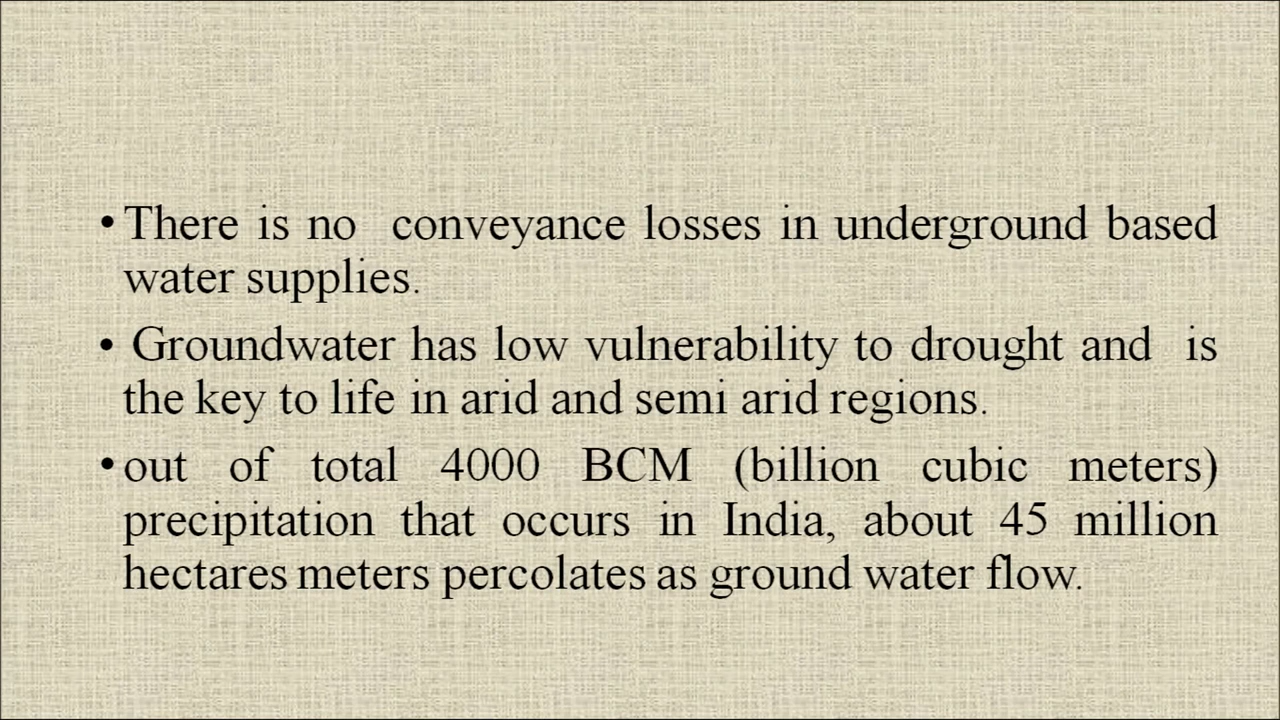 • There is no conveyance losses in underground based
water supplies.
• Groundwater has low vulnerability to drought and is
the key to life in arid and semi arid regions.
• out of total 4000 BCM (billion cubic meters)
precipitation that occurs in India, about 45 million
hectares meters percolates as ground water flow.